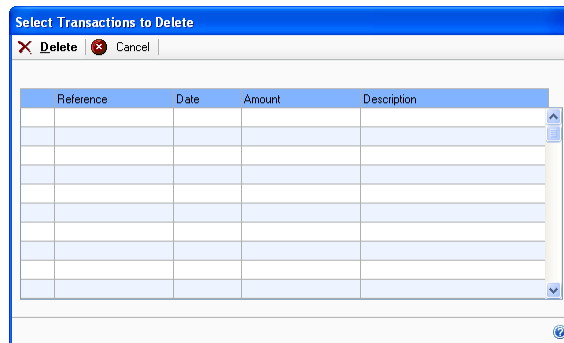 Select Transactions to Delete
Delete Cancel
Reference Date Amount Description